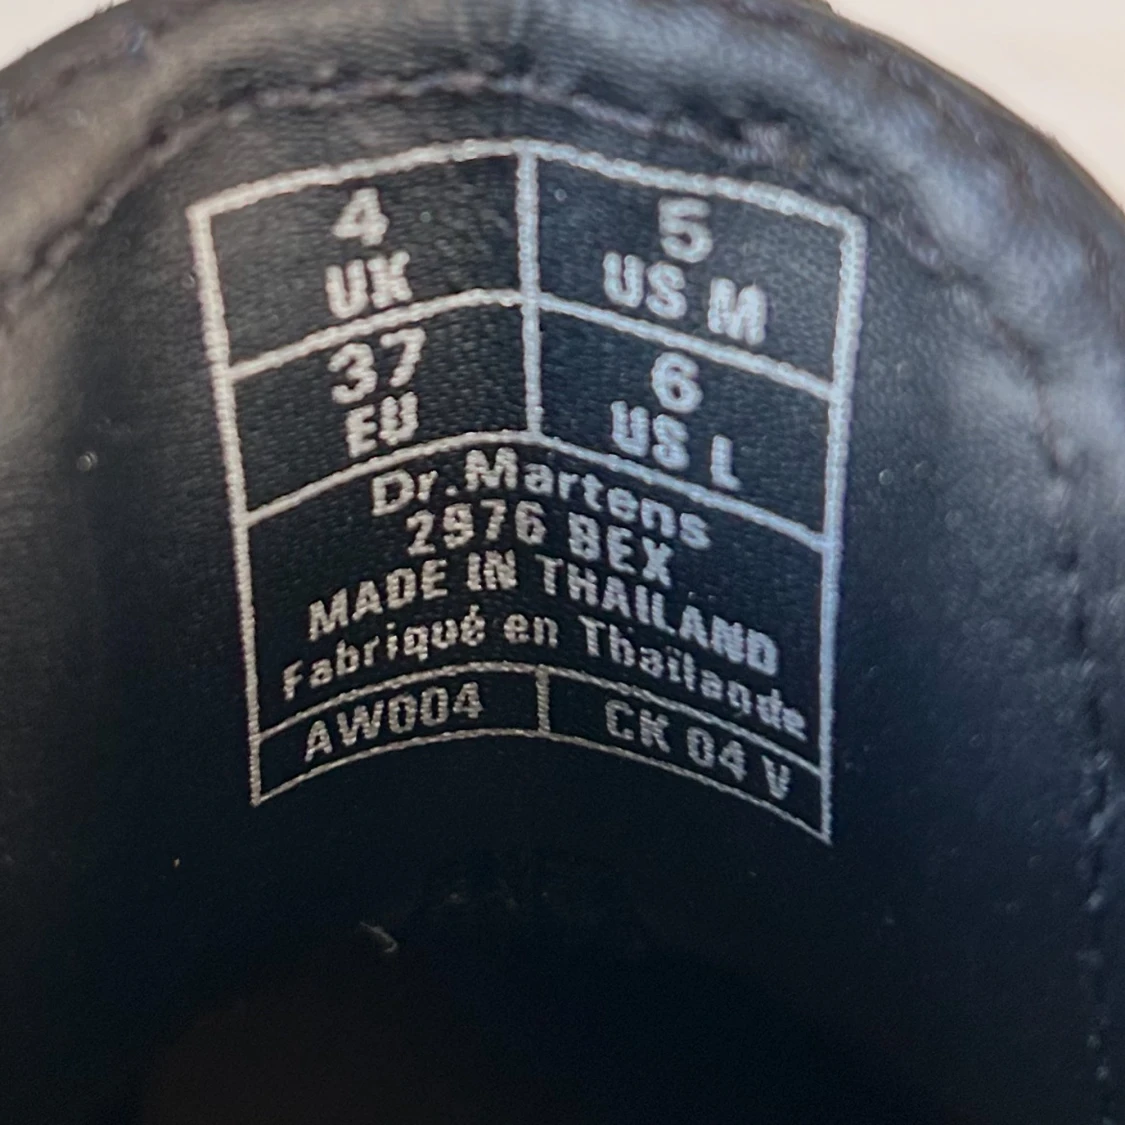 4 5
UK US M
37 6
EU US L
Dr.Martens
2976 BEX
MADE IN THAILAND
Fabriqué en Thaïlande
AW004 CK 04 V